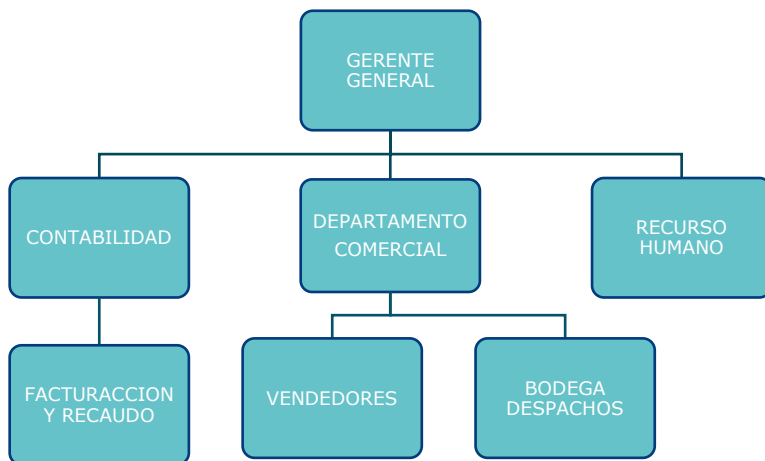 GERENTE
GENERAL
CONTABILIDAD
DEPARTAMENTO
COMERCIAL
RECURSO
HUMANO
FACTURACCION
Y RECAUDO
VENDEDORES
BODEGA
DESPACHOS